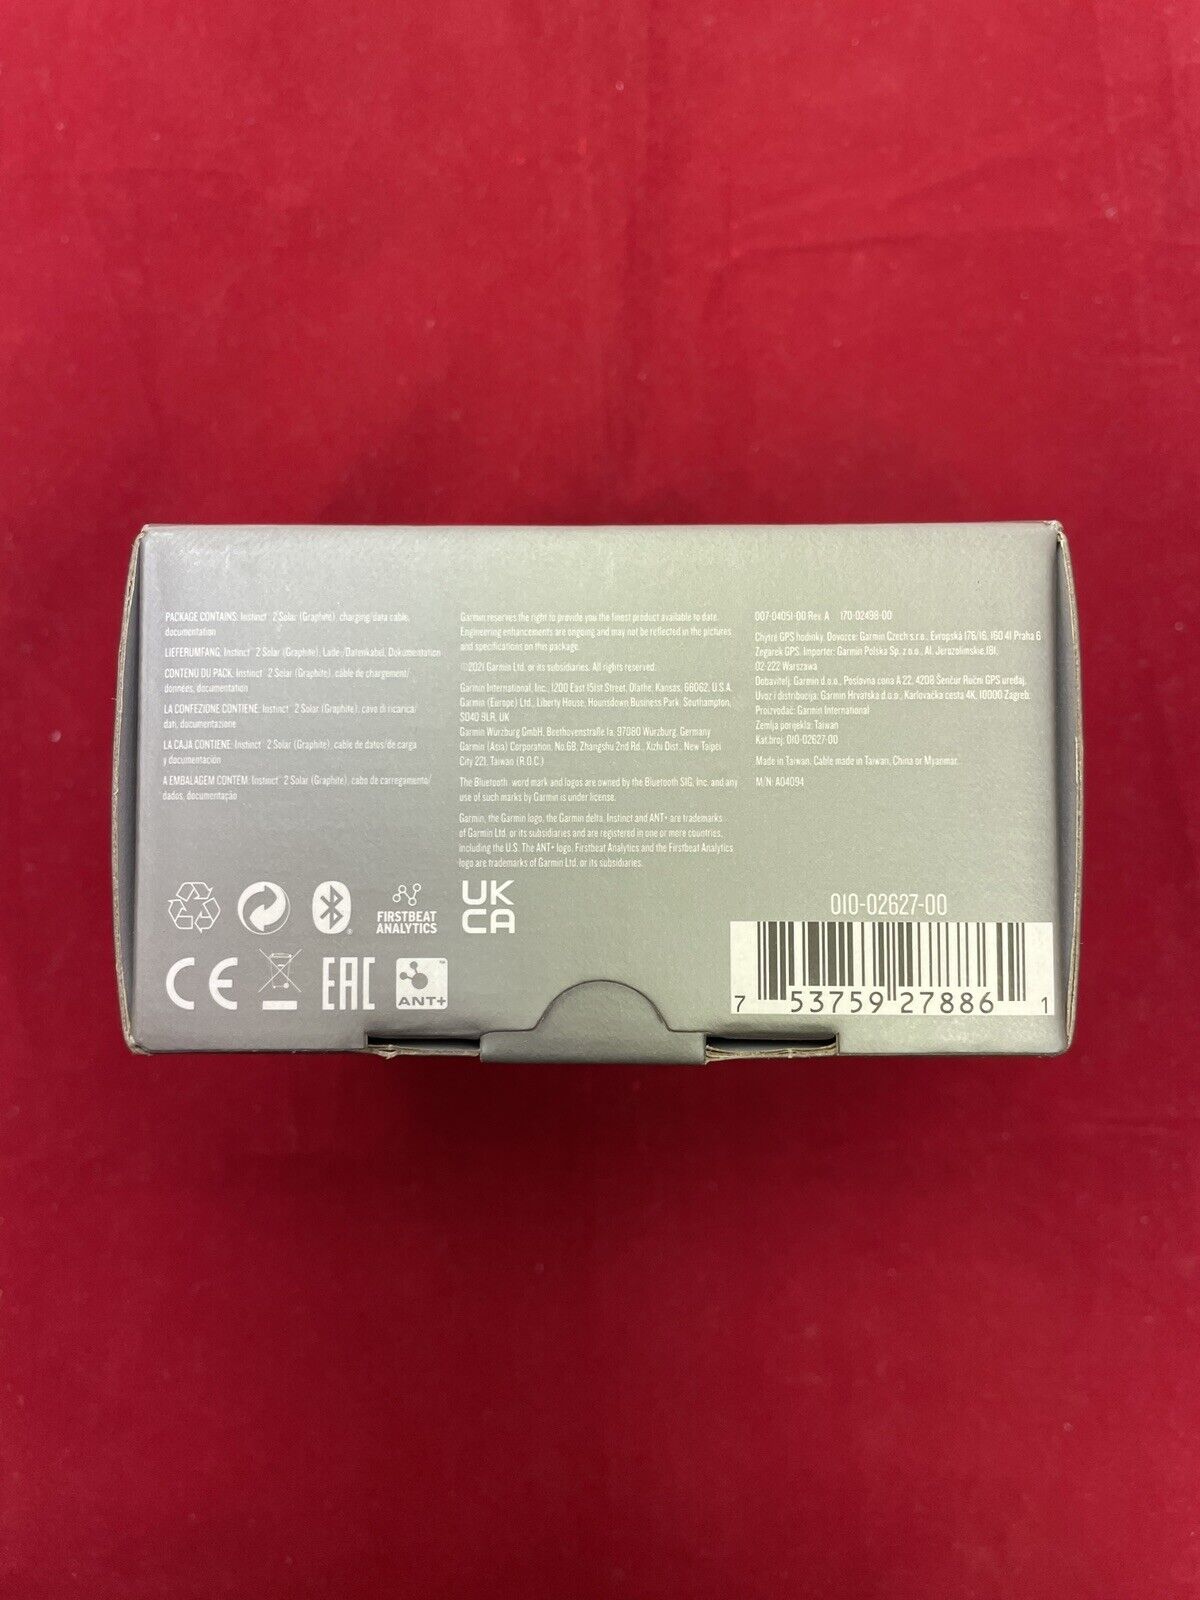 PACKAGE CONTAINS: Instinct® 2 Solar (Graphite), charging/data cable,
documentation
LIEFERUMFANG: Instinct® 2 Solar (Graphite), Lade-/Datenkabel, Dokumentation
CONTENU DU PACK: Instinct® 2 Solar (Graphite), câble de chargement/
données, documentation
LA CONFEZIONE CONTIENE: Instinct® 2 Solar (Graphite), cavo di ricarica/
dati, documentazione
LA CAJA CONTIENE: Instinct® 2 Solar (Graphite), cable de datos/de carga
y documentación
A EMBALAGEM CONTEM: Instinct® 2 Solar (Graphite), cabo de carregamento/
dados, documentação
FIRSTBEAT
ANALYTICS
UK
CA
CE
EAC
ANT+
Garmin reserves the right to provide you the finest product available to date.
Engineering enhancements are ongoing and may not be reflected in the pictures
and specifications on this package.
©2021 Garmin Ltd. or its subsidiaries. All rights reserved.
Garmin International, Inc., 1200 East 151st Street, Olathe, Kansas, 66062, U.S.A.
Garmin (Europe) Ltd., Liberty House, Hounsdown Business Park, Southampton,
SO40 9LR, UK
Garmin Würzburg GmbH, Beethovenstraße 1a, 97080 Würzburg, Germany
Garmin (Asia) Corporation, No.68, Zhangshu 2nd Rd., Xizhi Dist., New Taipei
City 221, Taiwan (R.O.C.)
The Bluetooth® word mark and logos are owned by the Bluetooth SIG, Inc. and any
use of such marks by Garmin is under license.
Garmin, the Garmin logo, the Garmin delta, Instinct and ANT+ are trademarks
of Garmin Ltd. or its subsidiaries and are registered in one or more countries,
including the U.S. The ANT+ logo, Firstbeat Analytics and the Firstbeat Analytics
logo are trademarks of Garmin Ltd. or its subsidiaries.
007-04051-00 Rev. A 170-02498-00
Chytré GPS hodinky. Dovozce: Garmin Czech s.r.o., Evropská 176/16, 160 41 Praha 6
Zegarek GPS. Importer: Garmin Polska Sp. z o.o., Al. Jerozolimskie 181,
02-222 Warszawa
Dobavitelj: Garmin d.o.o., Poslovna cona A 22, 4208 Šenčur Ručni GPS uređaj,
Uvoz i distribucija: Garmin Hrvatska d.o.o., Karlovačka cesta 4K, 10000 Zagreb.
Proizvođač: Garmin International
Zemlja porijekla: Taiwan
Kat.broj: 010-02627-00
Made in Taiwan. Cable made in Taiwan, China or Myanmar.
M/N: A04094
010-02627-00
7 53759 27886 1